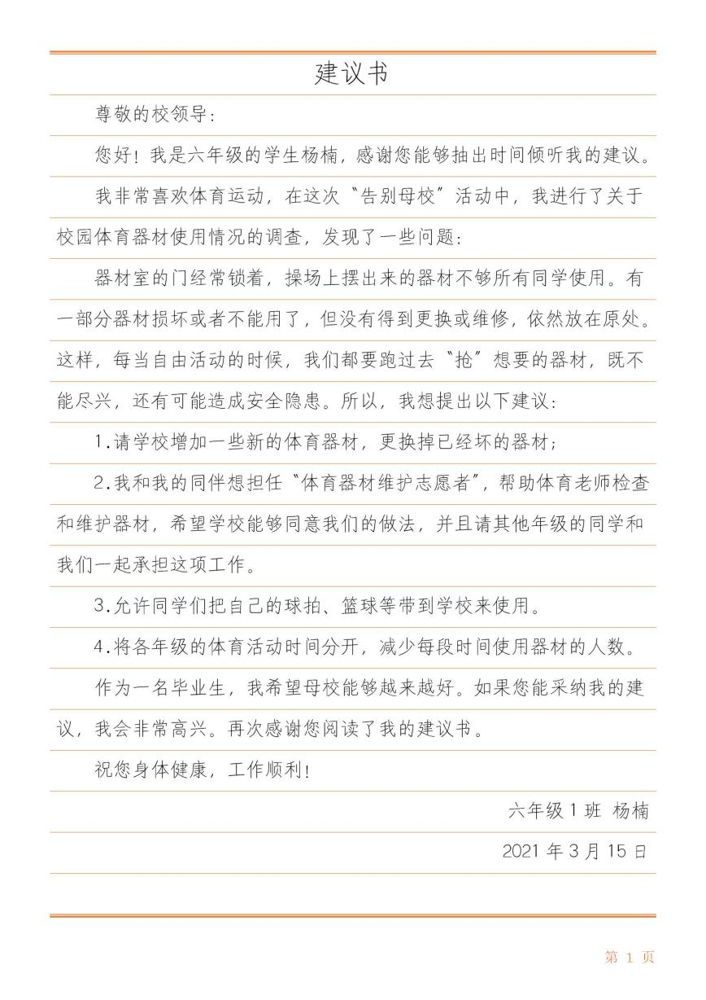 建议书
尊敬的校领导：
您好！我是六年级的学生杨楠，感谢您能够抽出时间倾听我的建议。
我非常喜欢体育运动，在这次“告别母校”活动中，我进行了关于
校园体育器材使用情况的调查，发现了一些问题：
器材室的门经常锁着，操场上摆出来的器材不够所有同学使用。有
一部分器材损坏或者不能用了，但没有得到更换或维修，依然放在原处。
这样，每当自由活动的时候，我们都要跑过去“抢”想要的器材，既不
能尽兴，还有可能造成安全隐患。所以，我想提出以下建议：
1.请学校增加一些新的体育器材，更换掉已经坏的器材；
2.我和我的同伴想担任“体育器材维护志愿者”，帮助体育老师检查
和维护器材，希望学校能够同意我们的做法，并且请其他年级的同学和
我们一起承担这项工作。
3.允许同学们把自己的球拍、篮球等带到学校来使用。
4.将各年级的体育活动时间分开，减少每段时间使用器材的人数。
作为一名毕业生，我希望母校能够越来越好。如果您能采纳我的建
议，我会非常高兴。再次感谢您阅读了我的建议书。
祝您身体健康，工作顺利！
六年级1班 杨楠
2021年3月15日
第 1 页